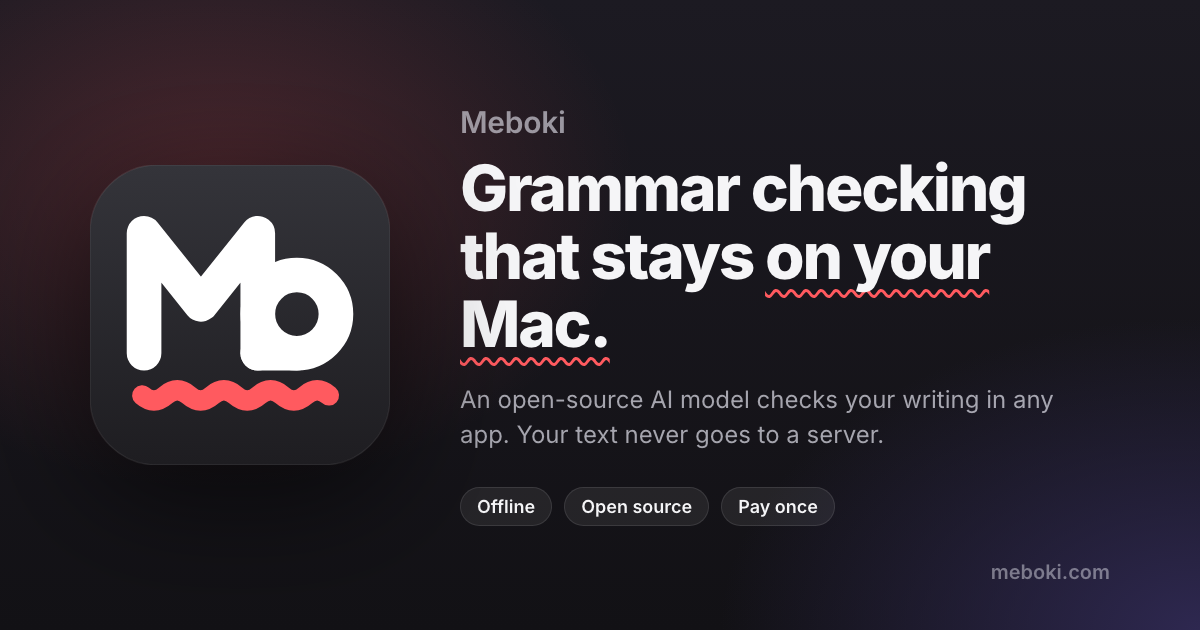 Mb
Meboki
Grammar checking
that stays on your
Mac.
An open-source AI model checks your writing in any
app. Your text never goes to a server.
Offline Open source Pay once
meboki.com